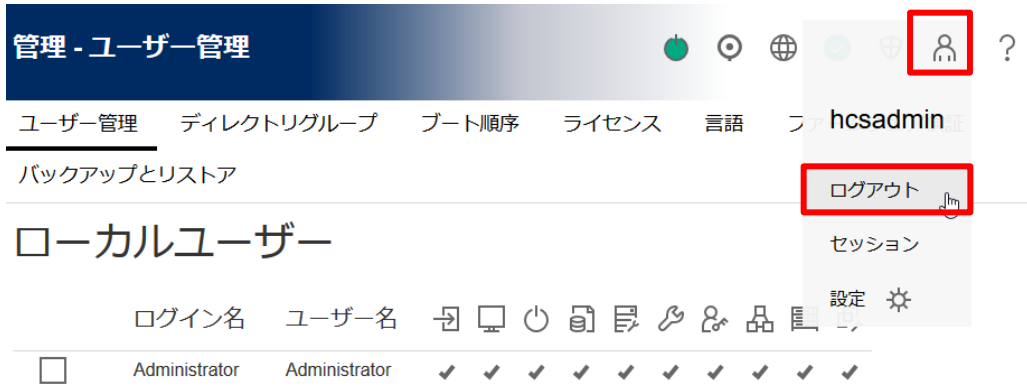 管理 - ユーザー管理
?
ユーザー管理 ディレクトリグループ ブート順序 ライセンス 言語
hcsadmin
バックアップとリストア
ログアウト
ローカルユーザー
セッション
設定
ログイン名 ユーザー名
Administrator Administrator